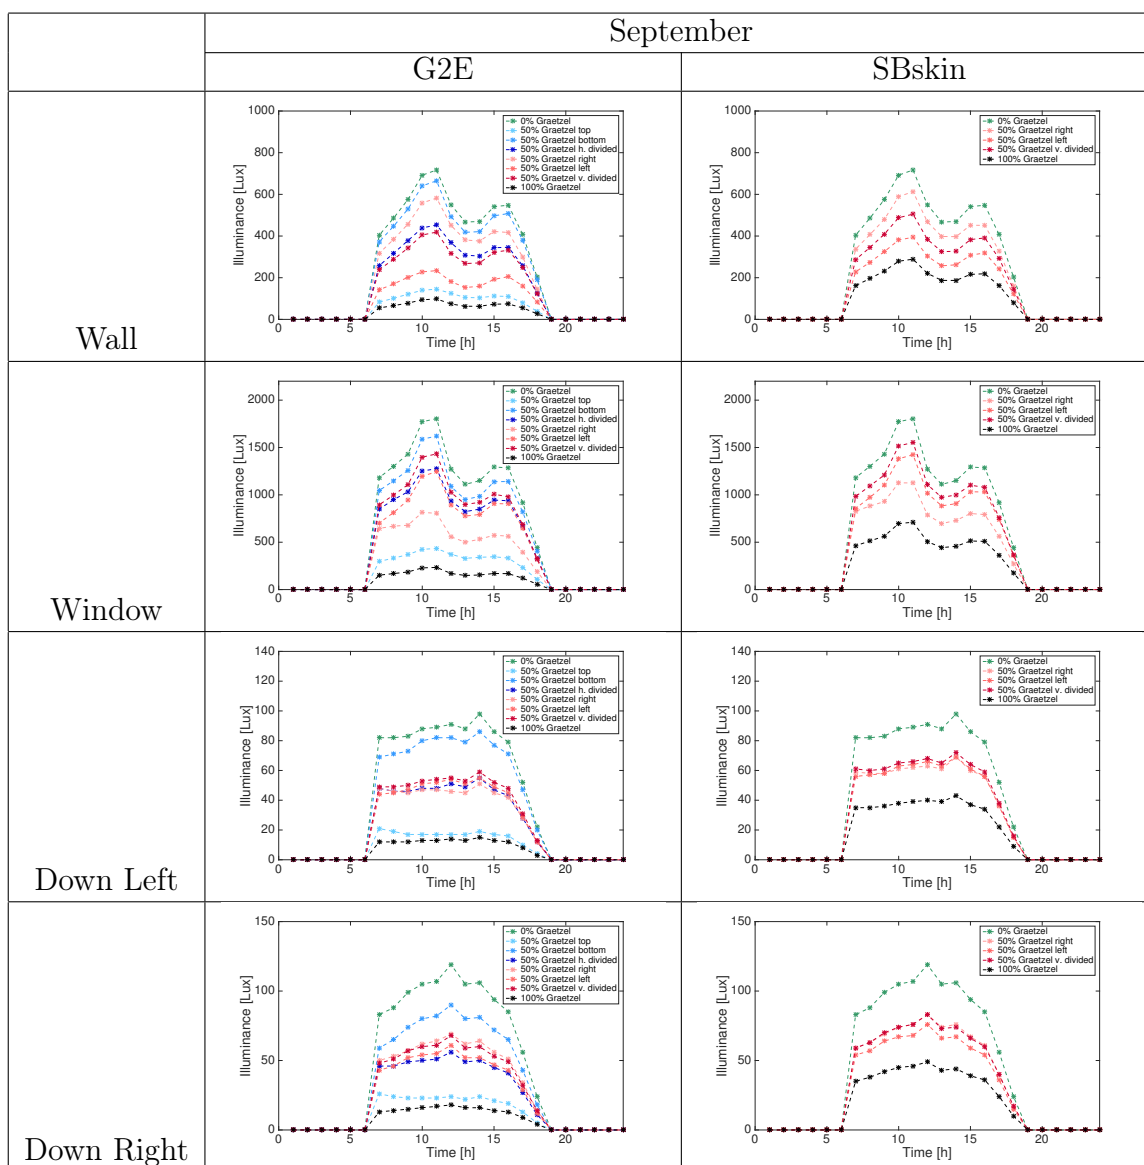 September
G2E
SBskin
Wall
1000
800
600
400
200
0
0
5
10
15
20
Illuminance [Lux]
Time [h]
0% Graetzel
50% Graetzel top
50% Graetzel bottom
50% Graetzel h. divided
50% Graetzel right
50% Graetzel left
50% Graetzel v. divided
100% Graetzel
1000
800
600
400
200
0
0
5
10
15
20
Illuminance [Lux]
Time [h]
0% Graetzel
50% Graetzel right
50% Graetzel left
50% Graetzel v. divided
100% Graetzel
Window
2000
1500
1000
500
0
0
5
10
15
20
Illuminance [Lux]
Time [h]
0% Graetzel
50% Graetzel top
50% Graetzel bottom
50% Graetzel h. divided
50% Graetzel right
50% Graetzel left
50% Graetzel v. divided
100% Graetzel
2000
1500
1000
500
0
0
5
10
15
20
Illuminance [Lux]
Time [h]
0% Graetzel
50% Graetzel right
50% Graetzel left
50% Graetzel v. divided
100% Graetzel
Down Left
140
120
100
80
60
40
20
0
0
5
10
15
20
Illuminance [Lux]
Time [h]
0% Graetzel
50% Graetzel top
50% Graetzel bottom
50% Graetzel h. divided
50% Graetzel right
50% Graetzel left
50% Graetzel v. divided
100% Graetzel
140
120
100
80
60
40
20
0
0
5
10
15
20
Illuminance [Lux]
Time [h]
0% Graetzel
50% Graetzel right
50% Graetzel left
50% Graetzel v. divided
100% Graetzel
Down Right
150
100
50
0
0
5
10
15
20
Illuminance [Lux]
Time [h]
0% Graetzel
50% Graetzel top
50% Graetzel bottom
50% Graetzel h. divided
50% Graetzel right
50% Graetzel left
50% Graetzel v. divided
100% Graetzel
150
100
50
0
0
5
10
15
20
Illuminance [Lux]
Time [h]
0% Graetzel
50% Graetzel right
50% Graetzel left
50% Graetzel v. divided
100% Graetzel